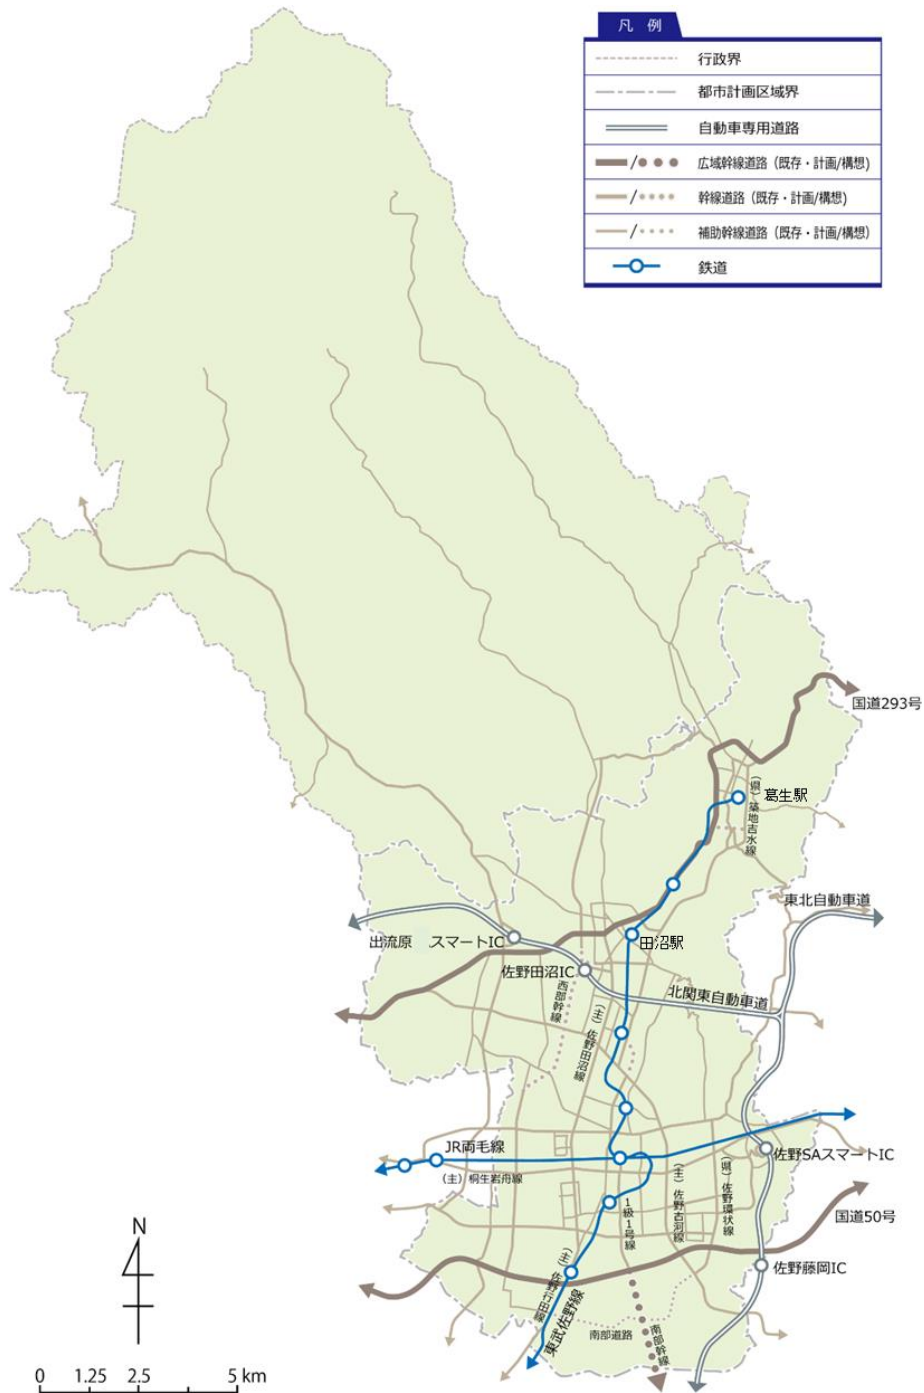 凡 例
行政界
都市計画区域界
自動車専用道路
/ 広域幹線道路（既存・計画/構想)
/ 幹線道路（既存・計画/構想)
/ 補助幹線道路（既存・計画/構想）
鉄道
国道293号
葛生駅
（県）築地吉水線
東北自動車道
出流原 スマートIC
田沼駅
佐野田沼IC
北関東自動車道
西部幹線
（主）佐野田沼線
JR両毛線
佐野SAスマートIC
（主）桐生岩舟線
（主）佐野古河線
（県）佐野環状線
1級1号線
国道50号
佐野藤岡IC
（主）佐野行田線
東武佐野線
南部道路
南部幹線
N
0 1.25 2.5 5 km